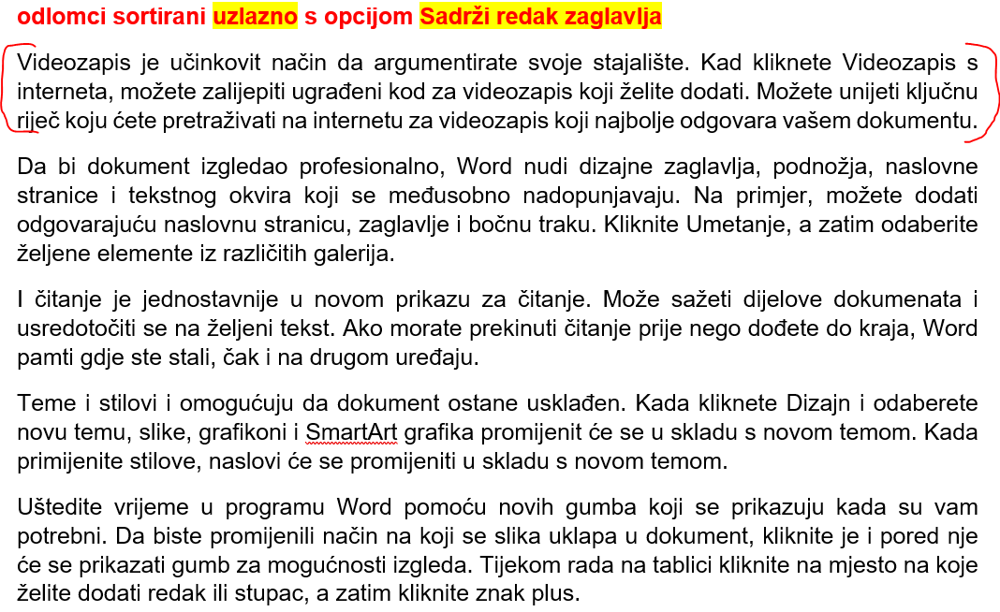 odlomci sortirani uzlazno s opcijom Sadrži redak zaglavlja
Videozapis je učinkovit način da argumentirate svoje stajalište. Kad kliknete Videozapis s
interneta, možete zalijepiti ugrađeni kod za videozapis koji želite dodati. Možete unijeti ključnu
riječ koju ćete pretraživati na internetu za videozapis koji najbolje odgovara vašem dokumentu.
Da bi dokument izgledao profesionalno, Word nudi dizajne zaglavlja, podnožja, naslovne
stranice i tekstnog okvira koji se međusobno nadopunjavaju. Na primjer, možete dodati
odgovarajuću naslovnu stranicu, zaglavlje i bočnu traku. Kliknite Umetanje, a zatim odaberite
željene elemente iz različitih galerija.
I čitanje je jednostavnije u novom prikazu za čitanje. Može sažeti dijelove dokumenata i
usredotočiti se na željeni tekst. Ako morate prekinuti čitanje prije nego dođete do kraja, Word
pamti gdje ste stali, čak i na drugom uređaju.
Teme i stilovi i omogućuju da dokument ostane usklađen. Kada kliknete Dizajn i odaberete
novu temu, slike, grafikoni i SmartArt grafika promijenit će se u skladu s novom temom. Kada
primijenite stilove, naslovi će se promijeniti u skladu s novom temom.
Uštedite vrijeme u programu Word pomoću novih gumba koji se prikazuju kada su vam
potrebni. Da biste promijenili način na koji se slika uklapa u dokument, kliknite je i pored nje
će se prikazati gumb za mogućnosti izgleda. Tijekom rada na tablici kliknite na mjesto na koje
želite dodati redak ili stupac, a zatim kliknite znak plus.